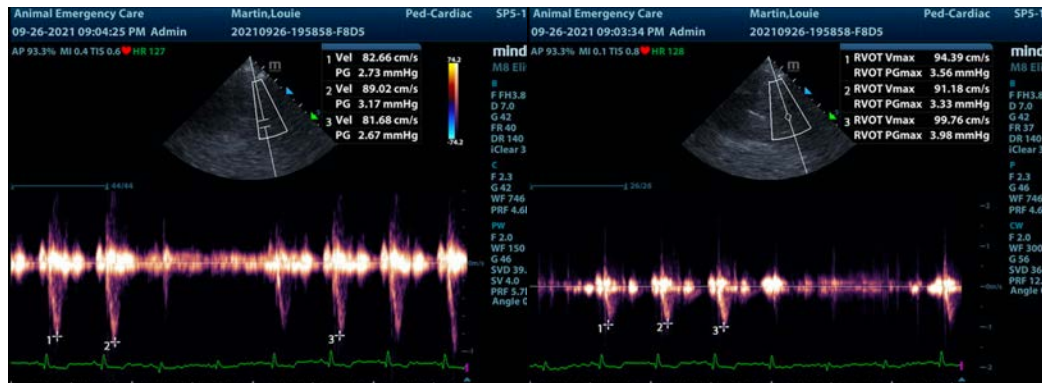 Animal Emergency Care Martin,Louie Ped-Cardiac SP5-1
09-26-2021 09:04:25 PM Admin 20210926-195858-F8D5
AP 93.3% MI 0.4 TIS 0.6 HR 127
1 Vel 82.66 cm/s
PG 2.73 mmHg
2 Vel 89.02 cm/s
PG 3.17 mmHg
3 Vel 81.68 cm/s
PG 2.67 mmHg
74.2
-74.2
m
mind
M8 Eli
B
F FH3.8
D 7.0
G 42
FR 40
DR 140
iClear 3
C
F 2.3
G 42
WF 746
PRF 4.6
PW
F 2.0
WF 150
G 46
SVD 39.
SV 4.0
PRF 5.7
Angle 0
44/44
0m/s
1
2
3
Animal Emergency Care Martin,Louie Ped-Cardiac SP5-1
09-26-2021 09:03:34 PM Admin 20210926-195858-F8D5
AP 93.3% MI 0.1 TIS 0.8 HR 128
1 RVOT Vmax 94.39 cm/s
RVOT PGmax 3.56 mmHg
2 RVOT Vmax 91.18 cm/s
RVOT PGmax 3.33 mmHg
3 RVOT Vmax 99.76 cm/s
RVOT PGmax 3.98 mmHg
m
mind
M8 Eli
B
F FH3.8
D 7.0
G 42
FR 37
DR 140
iClear 3
P
F 2.3
G 46
WF 746
PRF 4.6
CW
F 2.0
WF 300
G 56
SVD 36
PRF 12.
Angle
26/26
-2
-1
0m/s
-1
-2
1
2
3